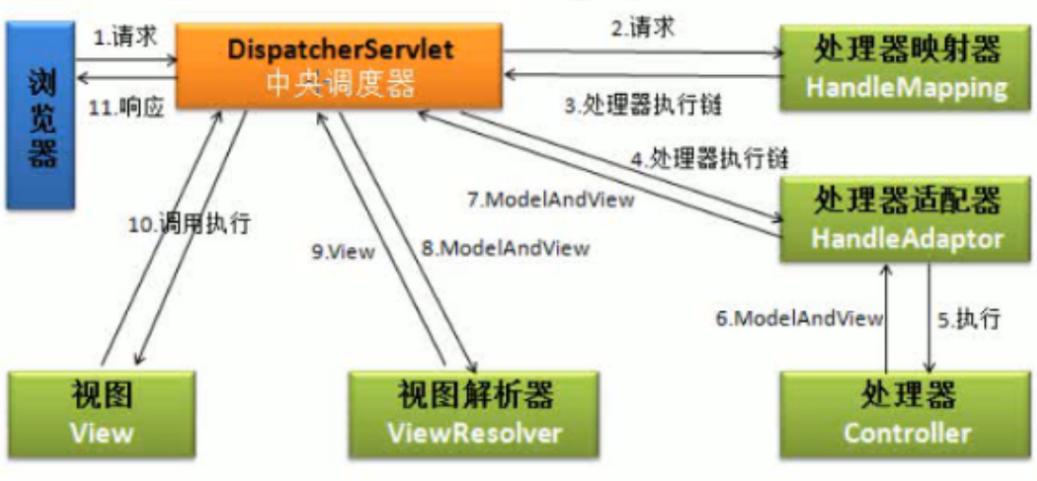 1.请求
2.请求
DispatcherServlet
中央调度器
处理器映射器
HandleMapping
浏
览
器
11.响应
3.处理器执行链
4.处理器执行链
7.ModelAndView
处理器适配器
HandleAdaptor
10.调用执行
9.View
8.ModelAndView
6.ModelAndView
5.执行
视图
View
视图解析器
ViewResolver
处理器
Controller